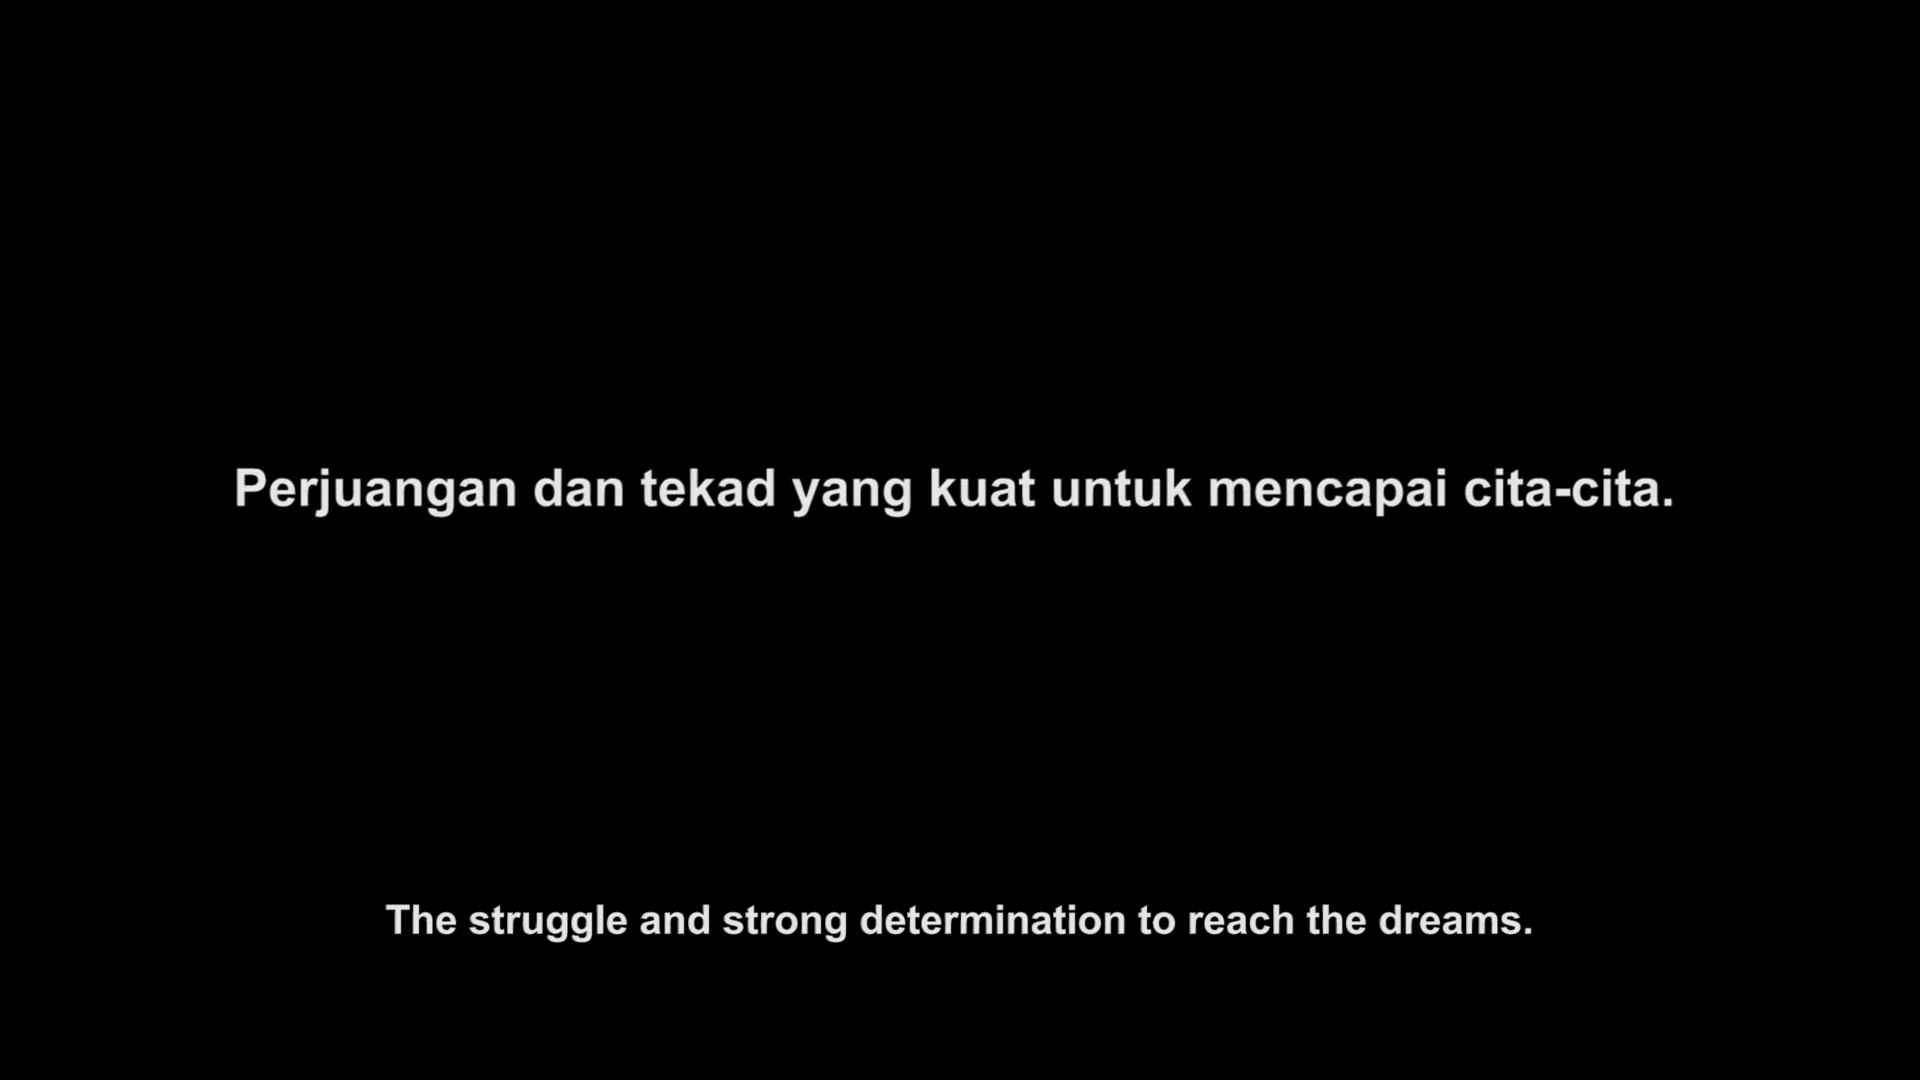 Perjuangan dan tekad yang kuat untuk mencapai cita-cita.
The struggle and strong determination to reach the dreams.